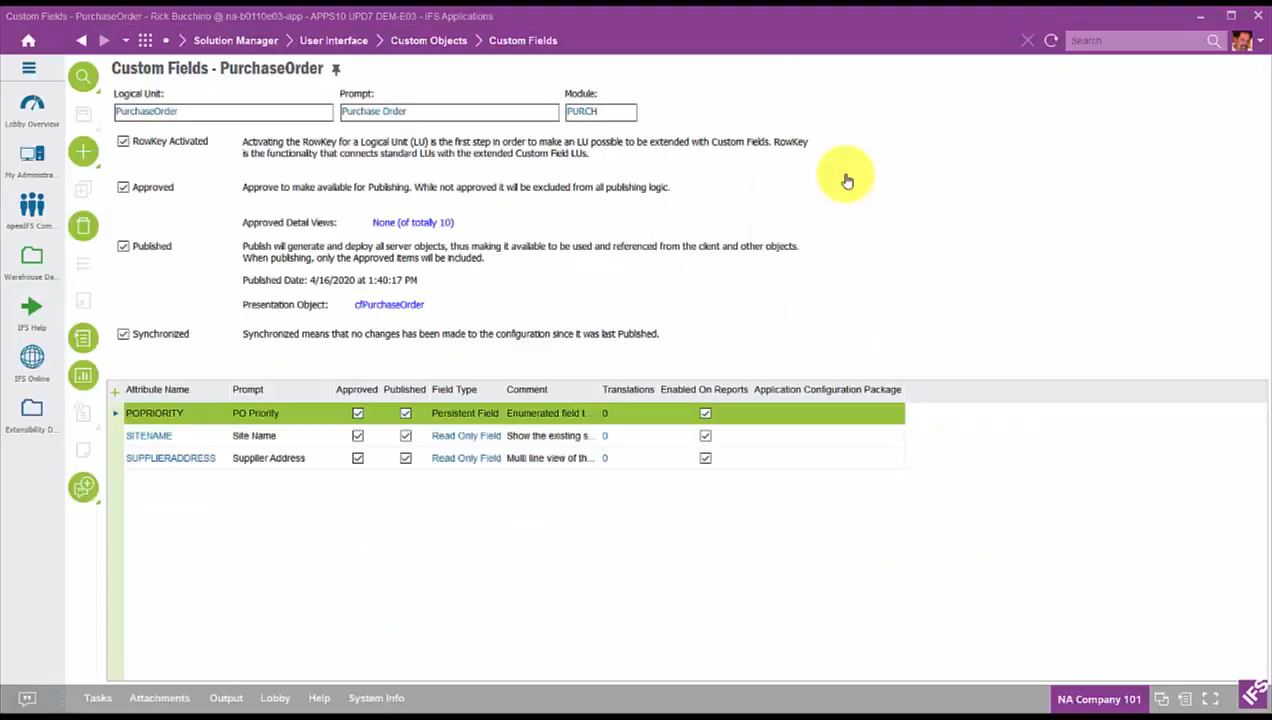 Custom Fields - PurchaseOrder - Rick Bucchino @ na-b0110e03-app - APPS10 UPD7 DEM-E03 - IFS Applications
Solution Manager User Interface Custom Objects Custom Fields Search
Custom Fields - PurchaseOrder
Logical Unit: Prompt: Module:
PurchaseOrder Purchase Order PURCH
RowKey Activated Activating the RowKey for a Logical Unit (LU) is the first step in order to make an LU possible to be extended with Custom Fields. RowKey
is the functionality that connects standard LUs with the extended Custom Field LUs.
Approved Approve to make available for Publishing. While not approved it will be excluded from all publishing logic.
Approved Detail Views: None (of totally 10)
Published Publish will generate and deploy all server objects, thus making it available to be used and referenced from the client and other objects.
When publishing, only the Approved Items will be included.
Published Date: 4/16/2020 at 1:40:17 PM
Presentation Object: cfPurchaseOrder
Synchronized Synchronized means that no changes has been made to the configuration since it was last Published.
Attribute Name Prompt Approved Published Field Type Comment Translations Enabled On Reports Application Configuration Package
POPRIORITY PO Priority Persistent Field Enumerated field t... 0
SITENAME Site Name Read Only Field Show the existing s... 0
SUPPLIERADDRESS Supplier Address Read Only Field Multi line view of th... 0
Lobby Overview
My Administra...
openIFS Com...
Warehouse Da...
IFS Help
IFS Online
Extensibility D...
Tasks Attachments Output Lobby Help System Info NA Company 101 IFS